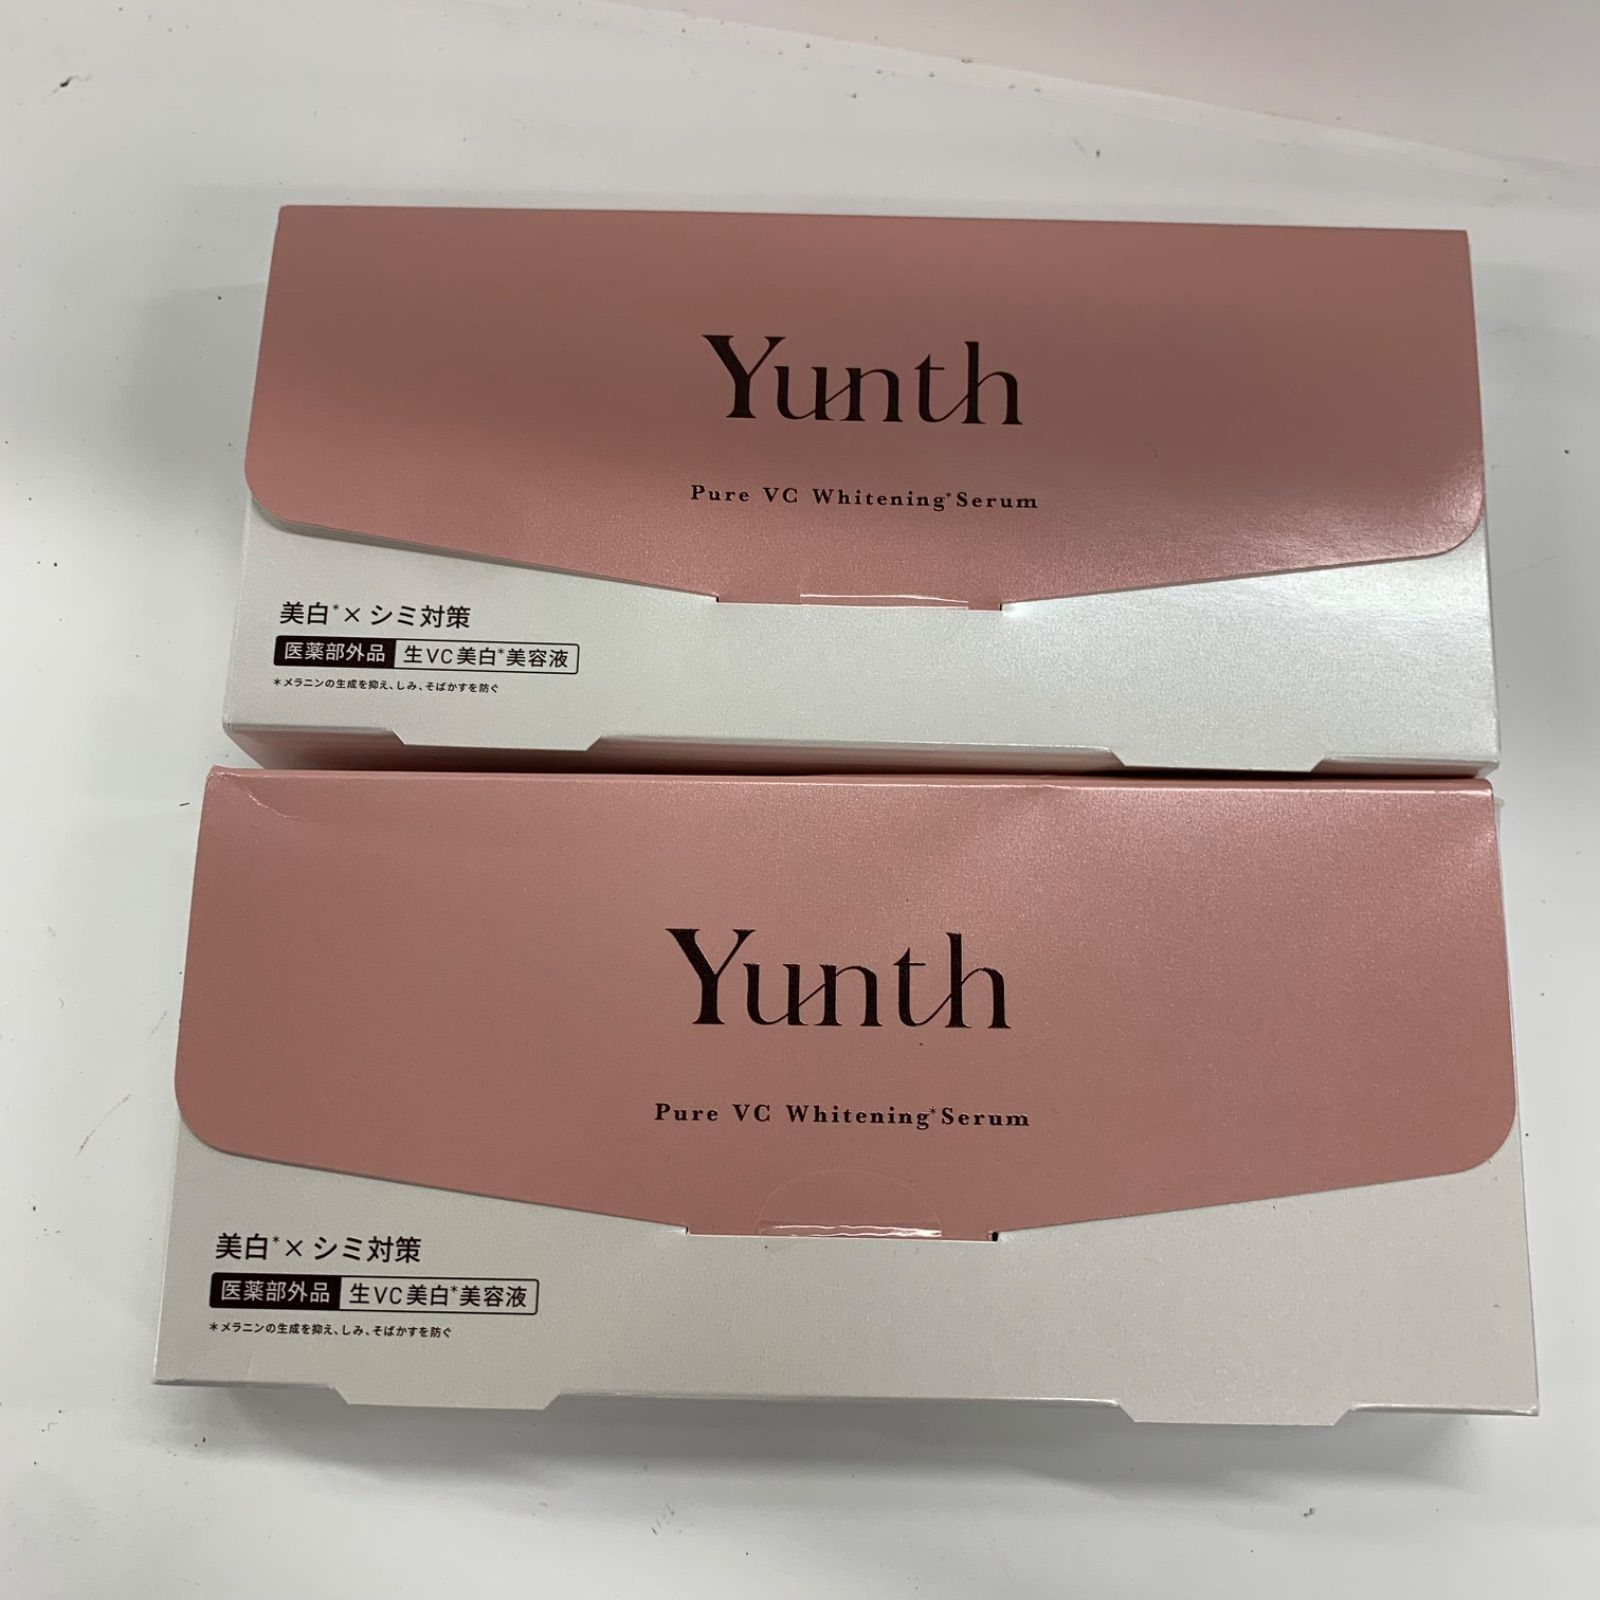 Yunth
Pure VC Whitening*Serum
美白*×シミ対策
医薬部外品 生VC美白*美容液
*メラニンの生成を抑え、しみ、そばかすを防ぐ
Yunth
Pure VC Whitening*Serum
美白*×シミ対策
医薬部外品 生VC美白*美容液
*メラニンの生成を抑え、しみ、そばかすを防ぐ